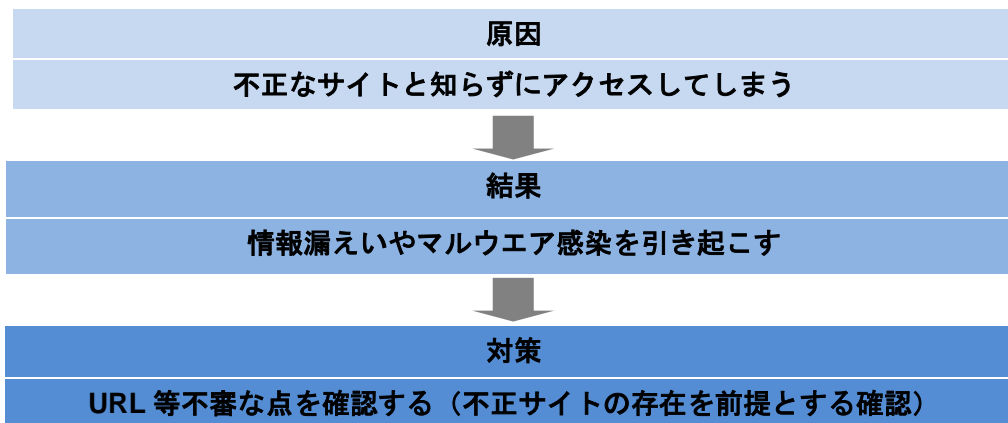 原因
不正なサイトと知らずにアクセスしてしまう
結果
情報漏えいやマルウエア感染を引き起こす
対策
URL 等不審な点を確認する（不正サイトの存在を前提とする確認）